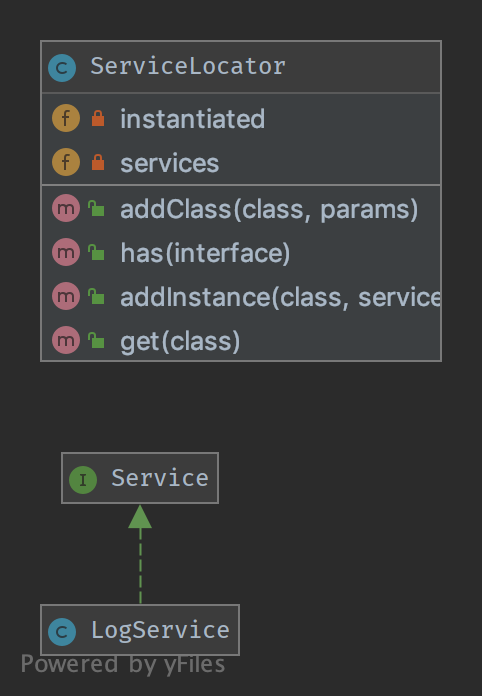 C ServiceLocator
f instantiated
f services
m addClass(class, params)
m has(interface)
m addInstance(class, service
m get(class)
I Service
C LogService
Powered by yFiles